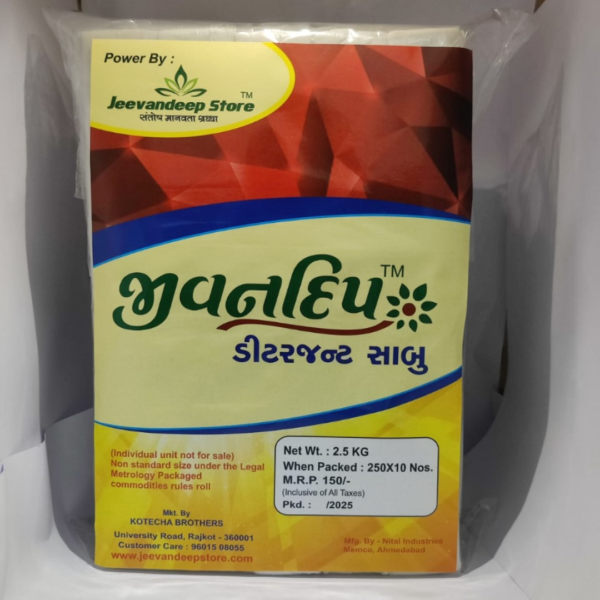 Power By :
TM
Jeevandeep Store
संतोष मानवता श्रध्धा
જીવનદિપ TM
ડીટરજન્ટ સાબુ
(Individual unit not for sale)
Non standard size under the Legal
Metrology Packaged
commodities rules roll
Mkt. By
KOTECHA BROTHERS
University Road, Rajkot - 360001
Customer Care : 96015 08055
www.jeevandeepstore.com
Net Wt. : 2.5 KG
When Packed : 250X10 Nos.
M.R.P. 150/-
(Inclusive of All Taxes)
Pkd. : /2025
Mfg. By - Nital Industries
Mamco, Ahmedabad